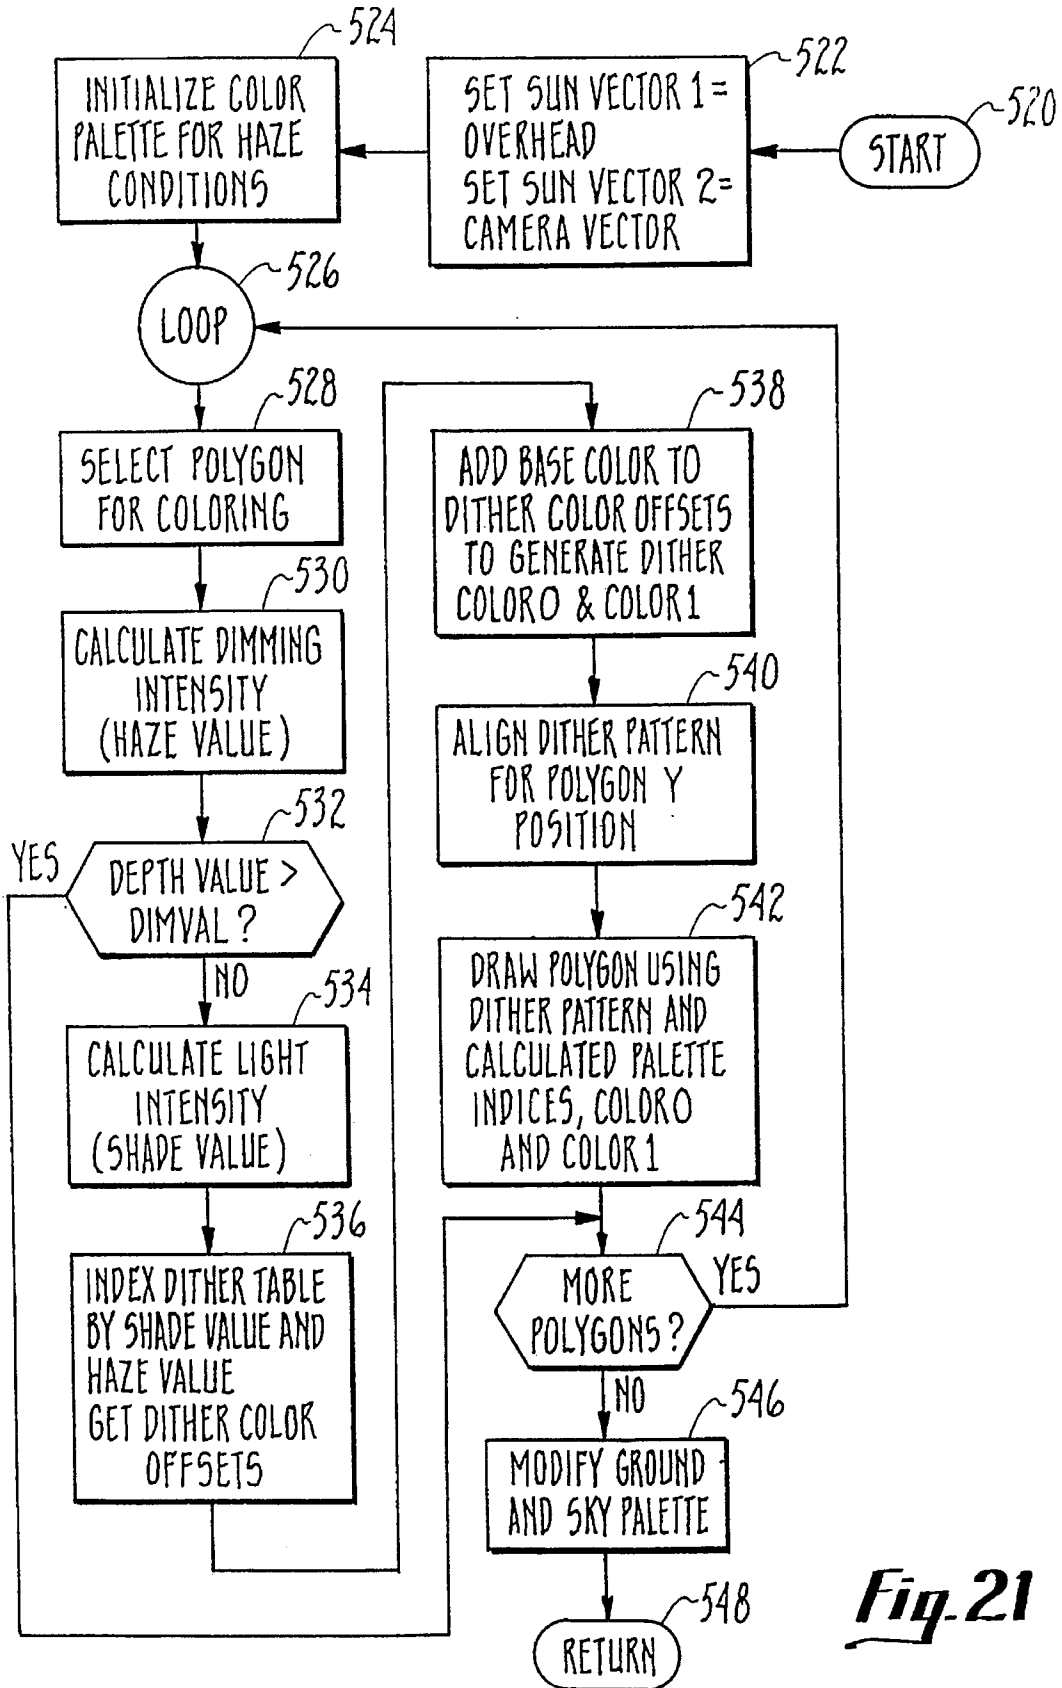 520
START
522
SET SUN VECTOR 1=
OVERHEAD
SET SUN VECTOR 2=
CAMERA VECTOR
524
INITIALIZE COLOR
PALETTE FOR HAZE
CONDITIONS
526
LOOP
528
SELECT POLYGON
FOR COLORING
530
CALCULATE DIMMING
INTENSITY
(HAZE VALUE)
532
YES
DEPTH VALUE >
DIMVAL?
NO
534
CALCULATE LIGHT
INTENSITY
(SHADE VALUE)
536
INDEX DITHER TABLE
BY SHADE VALUE AND
HAZE VALUE
GET DITHER COLOR
OFFSETS
538
ADD BASE COLOR TO
DITHER COLOR OFFSETS
TO GENERATE DITHER
COLOR0 & COLOR1
540
ALIGN DITHER PATTERN
FOR POLYGON Y
POSITION
542
DRAW POLYGON USING
DITHER PATTERN AND
CALCULATED PALETTE
INDICES, COLOR0
AND COLOR1
544
MORE
POLYGONS?
YES
NO
546
MODIFY GROUND
AND SKY PALETTE
548
RETURN
Fig. 21